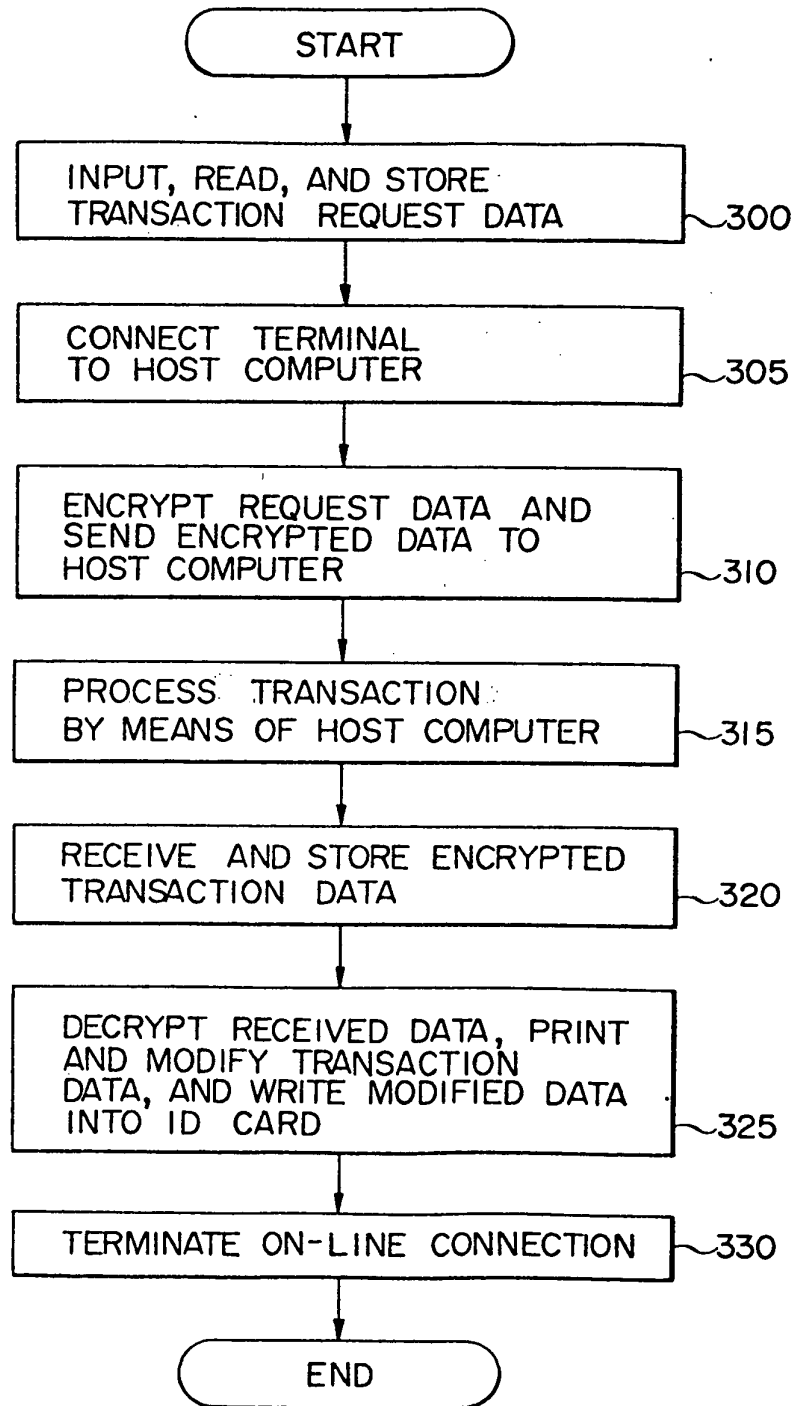 START
INPUT, READ, AND STORE
TRANSACTION REQUEST DATA
300
CONNECT TERMINAL
TO HOST COMPUTER
305
ENCRYPT REQUEST DATA AND
SEND ENCRYPTED DATA TO
HOST COMPUTER
310
PROCESS TRANSACTION
BY MEANS OF HOST COMPUTER
315
RECEIVE AND STORE ENCRYPTED
TRANSACTION DATA
320
DECRYPT RECEIVED DATA, PRINT
AND MODIFY TRANSACTION
DATA, AND WRITE MODIFIED DATA
INTO ID CARD
325
TERMINATE ON-LINE CONNECTION
330
END